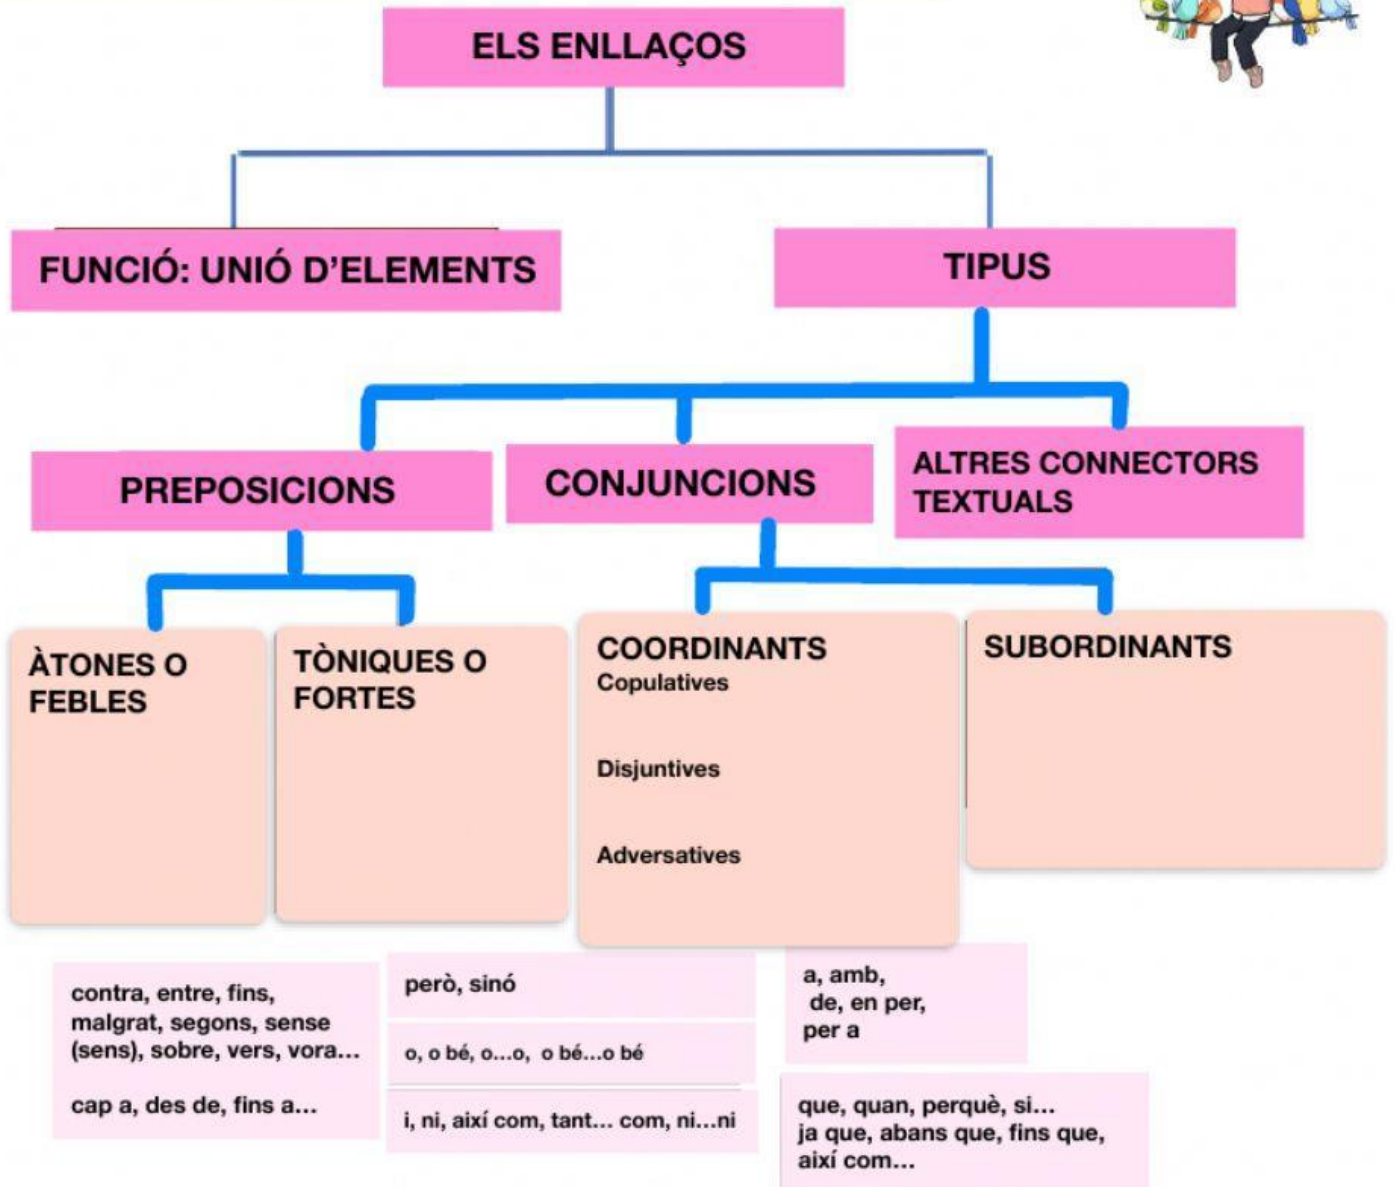 ELS ENLLAÇOS
FUNCIÓ: UNIÓ D'ELEMENTS
TIPUS
PREPOSICIONS
CONJUNCIONS
ALTRES CONNECTORS
TEXTUALS
ÀTONES O
FEBLES
TÒNIQUES O
FORTES
COORDINANTS
Copulatives
Disjuntives
Adversatives
SUBORDINANTS
contra, entre, fins,
malgrat, segons, sense
(sens), sobre, vers, vora...
cap a, des de, fins a...
però, sinó
o, o bé, o...o, o bé...o bé
i, ni, així com, tant... com, ni...ni
a, amb,
de, en per,
per a
que, quan, perquè, si...
ja que, abans que, fins que,
així com...